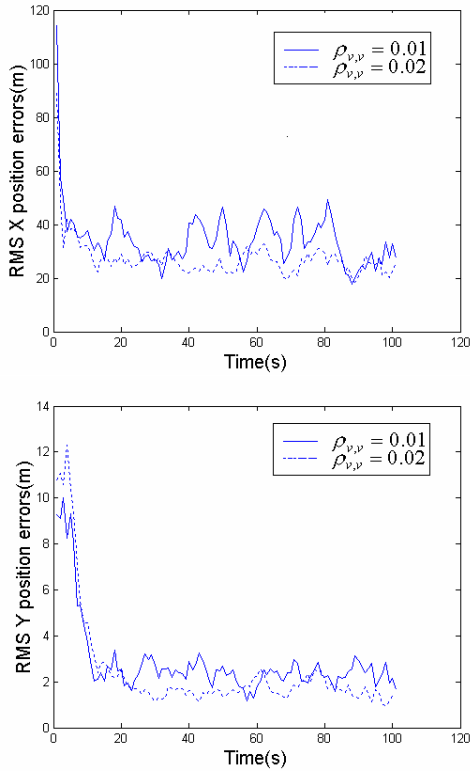 120
100
80
60
40
20
0
0 20 40 60 80 100 120
RMS X position errors(m)
Time(s)
ρv,v = 0.01
ρv,v = 0.02
14
12
10
8
6
4
2
0
0 20 40 60 80 100 120
RMS Y position errors(m)
Time(s)
ρv,v = 0.01
ρv,v = 0.02